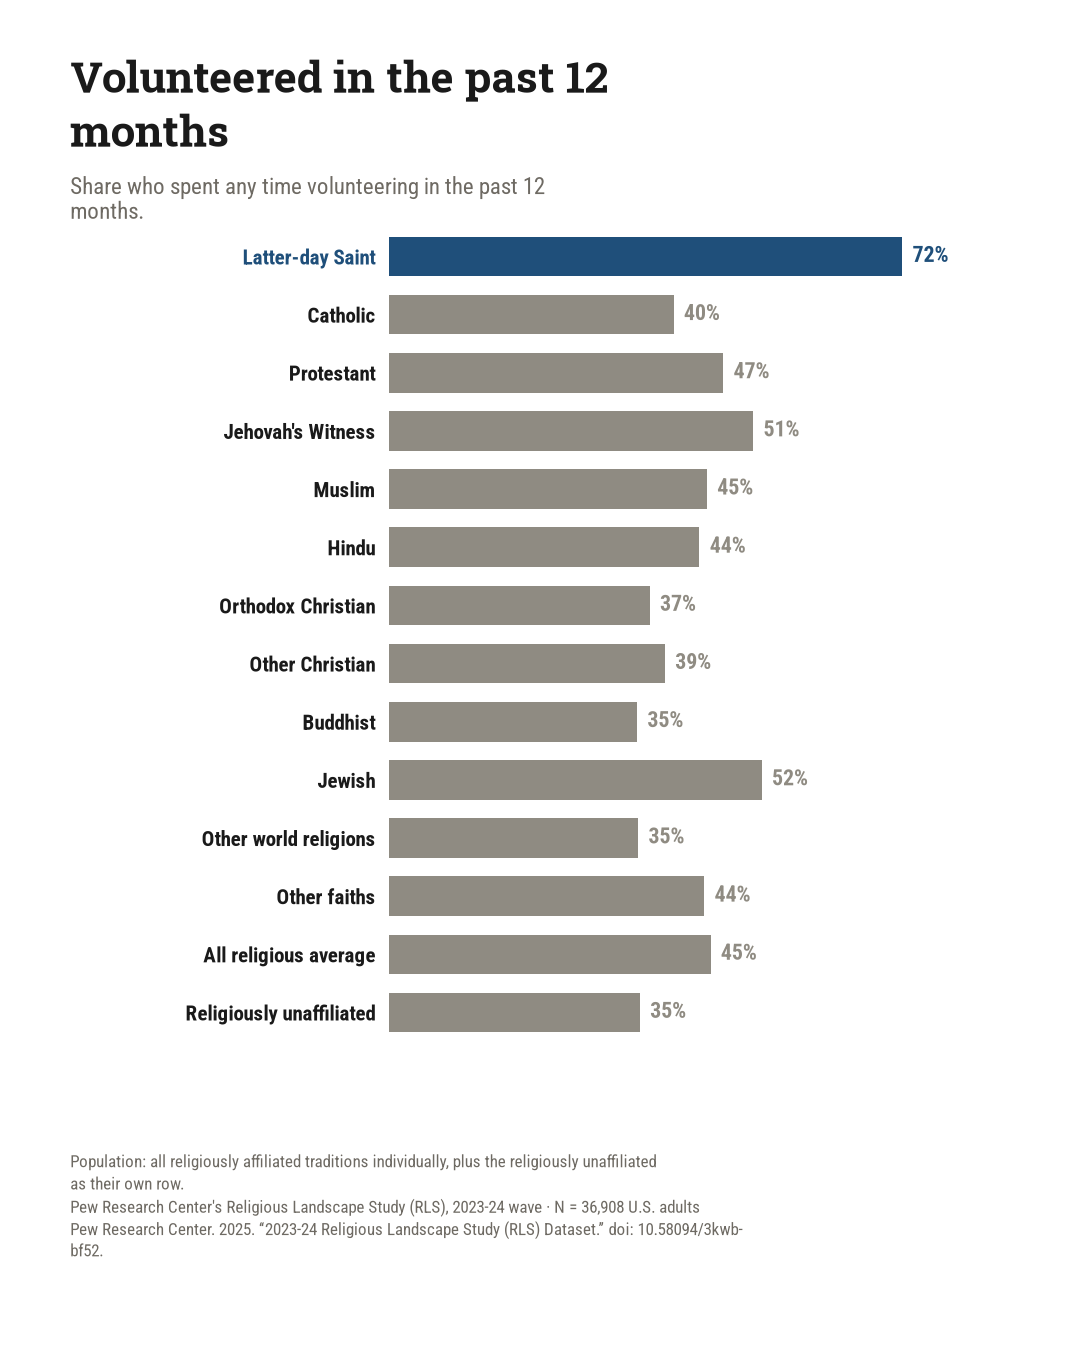 Volunteered in the past 12
months
Share who spent any time volunteering in the past 12
months.
Latter-day Saint 72%
Catholic 40%
Protestant 47%
Jehovah's Witness 51%
Muslim 45%
Hindu 44%
Orthodox Christian 37%
Other Christian 39%
Buddhist 35%
Jewish 52%
Other world religions 35%
Other faiths 44%
All religious average 45%
Religiously unaffiliated 35%
Population: all religiously affiliated traditions individually, plus the religiously unaffiliated
as their own row.
Pew Research Center's Religious Landscape Study (RLS), 2023-24 wave · N = 36,908 U.S. adults
Pew Research Center. 2025. “2023-24 Religious Landscape Study (RLS) Dataset.” doi: 10.58094/3kwb-
bf52.